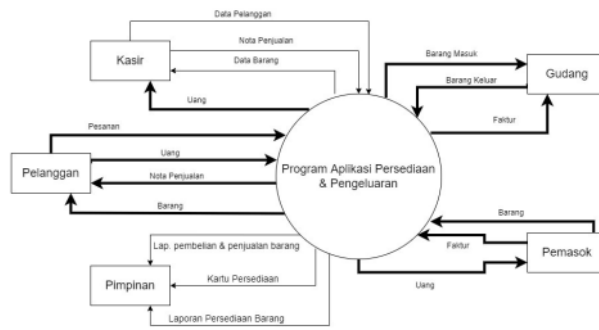 Data Pelanggan
Nota Penjualan
Kasir
Data Barang
Uang
Barang Masuk
Gudang
Barang Keluar
Faktur
Pesanan
Uang
Pelanggan
Nota Penjualan
Barang
Program Aplikasi Persediaan
& Pengeluaran
Barang
Faktur
Pemasok
Uang
Lap. pembelian & penjualan barang
Pimpinan
Kartu Persediaan
Laporan Persediaan Barang